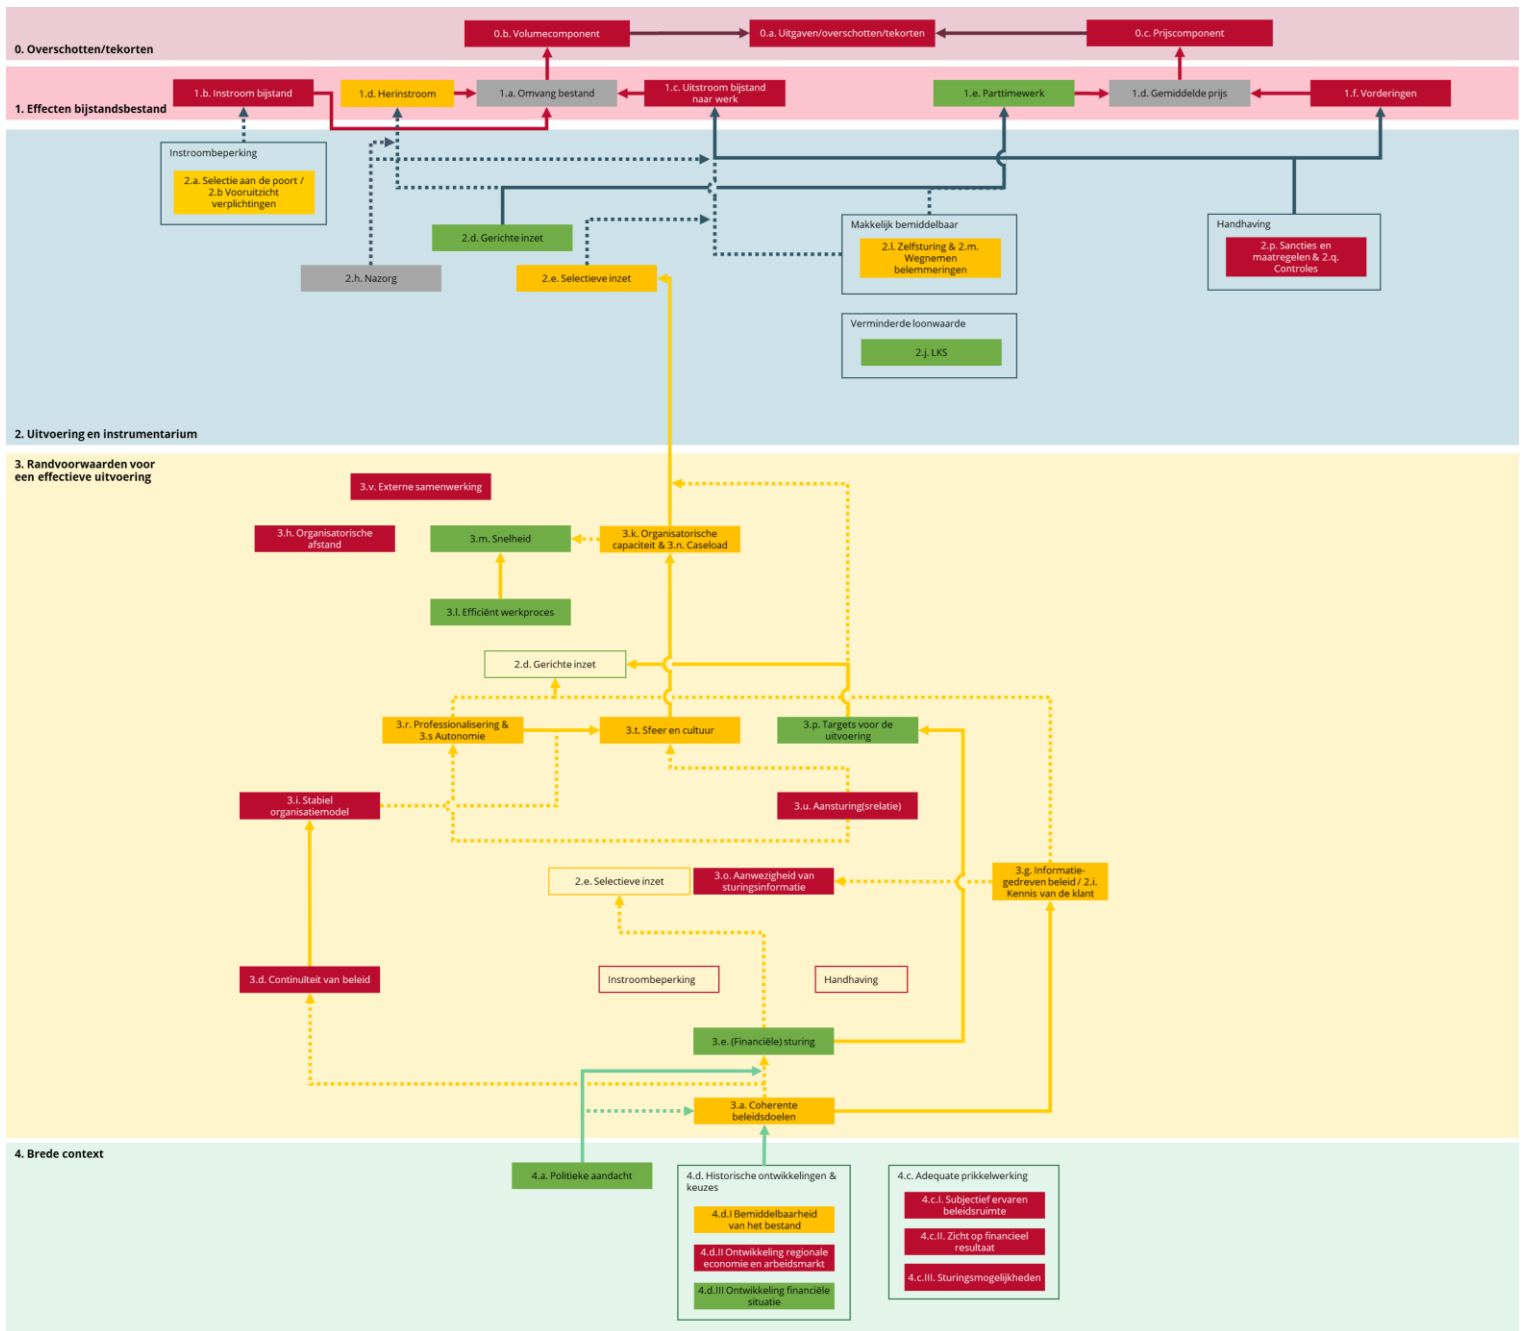 0.b. Volumecomponent
0.a. Uitgaven/overschotten/tekorten
0.c. Prijscomponent
0. Overschotten/tekorten
1.b. Instroom bijstand
1.d. Herinstroom
1.a. Omvang bestand
1.c. Uitstroom bijstand
naar werk
1.e. Parttimewerk
1.d. Gemiddelde prijs
1.f. Vorderingen
1. Effecten bijstandsbestand
Instroombeperking
2.a. Selectie aan de poort /
2.b Vooruitzicht
verplichtingen
2.d. Gerichte inzet
Makkelijk bemiddelbaar
2.l. Zelfsturing & 2.m.
Wegnemen
belemmeringen
Handhaving
2.p. Sancties en
maatregelen & 2.q.
Controles
2.h. Nazorg
2.e. Selectieve inzet
Verminderde loonwaarde
2.j. LKS
2. Uitvoering en instrumentarium
3. Randvoorwaarden voor
een effectieve uitvoering
3.v. Externe samenwerking
3.h. Organisatorische
afstand
3.m. Snelheid
3.k. Organisatorische
capaciteit & 3.n. Caseload
3.l. Efficiënt werkproces
2.d. Gerichte inzet
3.r. Professionalisering &
3.s Autonomie
3.t. Sfeer en cultuur
3.p. Targets voor de
uitvoering
3.i. Stabiel
organisatiemodel
3.u. Aansturing(srelatie)
2.e. Selectieve inzet
3.o. Aanwezigheid van
sturingsinformatie
3.g. Informatie-
gedreven beleid / 2.i.
Kennis van de klant
3.d. Continuïteit van beleid
Instroombeperking
Handhaving
3.e. (Financiële) sturing
3.a. Coherente
beleidsdoelen
4. Brede context
4.a. Politieke aandacht
4.d. Historische ontwikkelingen &
keuzes
4.d.I Bemiddelbaarheid
van het bestand
4.d.II Ontwikkeling regionale
economie en arbeidsmarkt
4.d.III Ontwikkeling financiële
situatie
4.c. Adequate prikkelwerking
4.c.I. Subjectief ervaren
beleidsruimte
4.c.II. Zicht op financieel
resultaat
4.c.III. Sturingsmogelijkheden